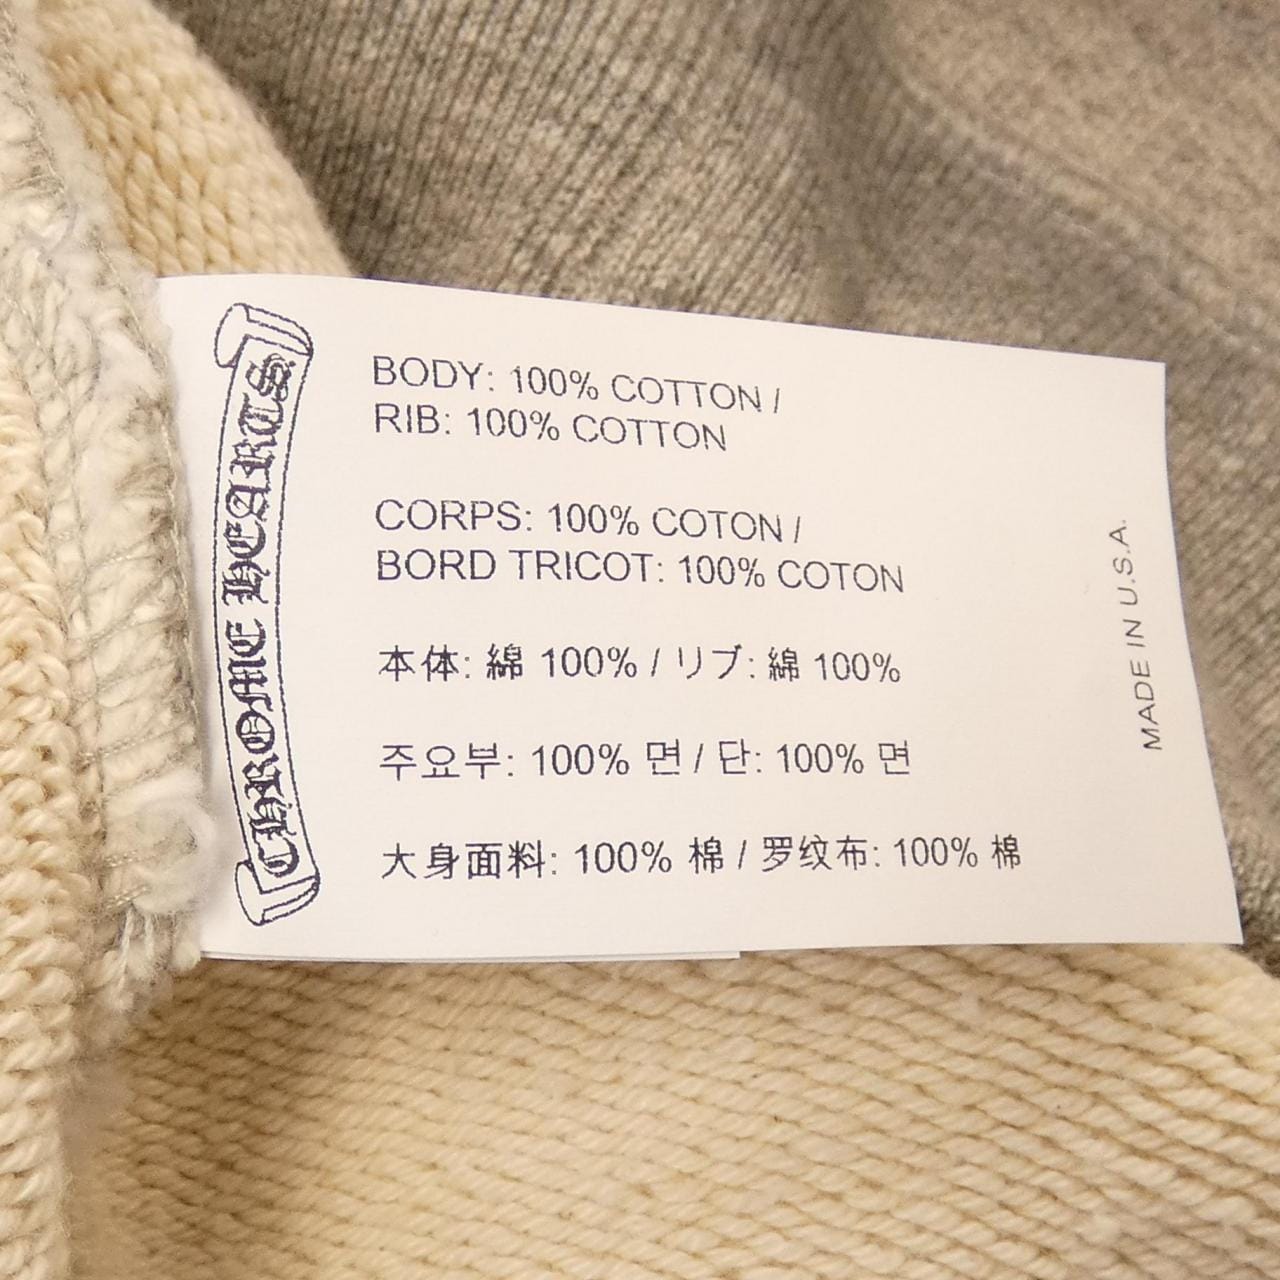 CHROME HEARTS
BODY: 100% COTTON /
RIB: 100% COTTON
CORPS: 100% COTON /
BORD TRICOT: 100% COTON
本体: 綿 100% / リブ: 綿 100%
주요부: 100% 면 / 단: 100% 면
大身面料: 100% 棉 / 罗纹布: 100% 棉
MADE IN U.S.A.